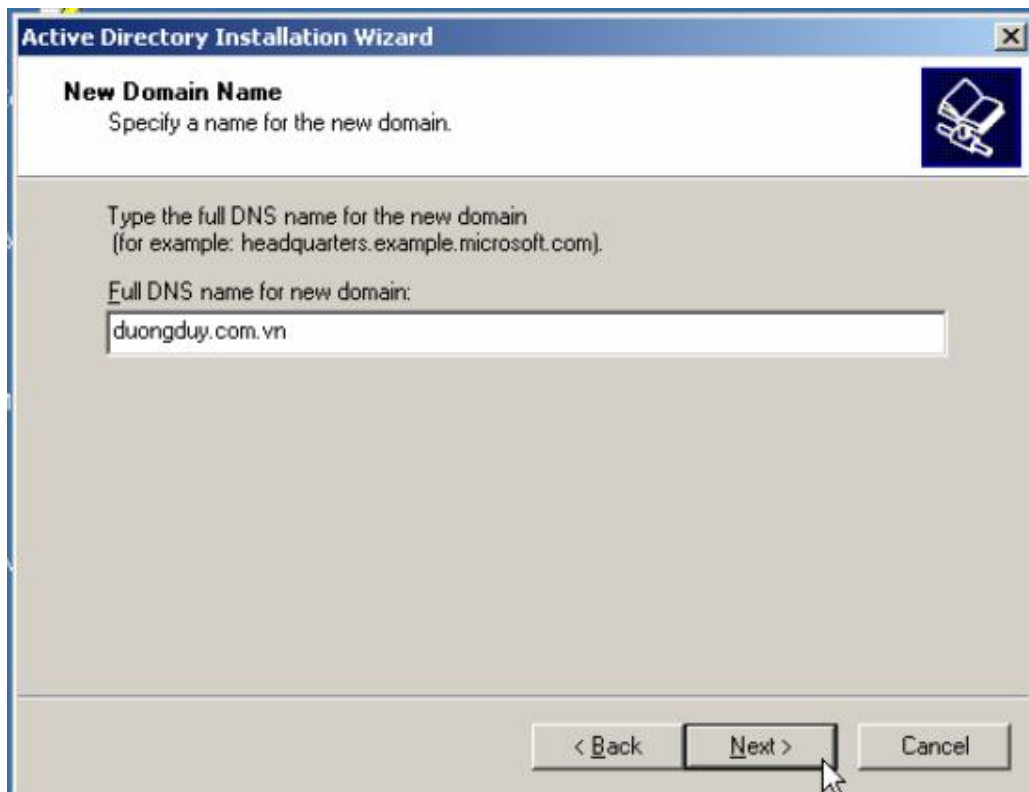 Active Directory Installation Wizard
New Domain Name
Specify a name for the new domain.
Type the full DNS name for the new domain
(for example: headquarters.example.microsoft.com).
Full DNS name for new domain:
duongduy.com.vn
< Back
Next >
Cancel